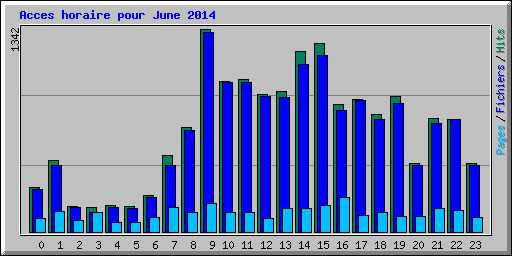 Acces horaire pour June 2014
1342
Pages / Fichiers / Hits
0 1 2 3 4 5 6 7 8 9 10 11 12 13 14 15 16 17 18 19 20 21 22 23